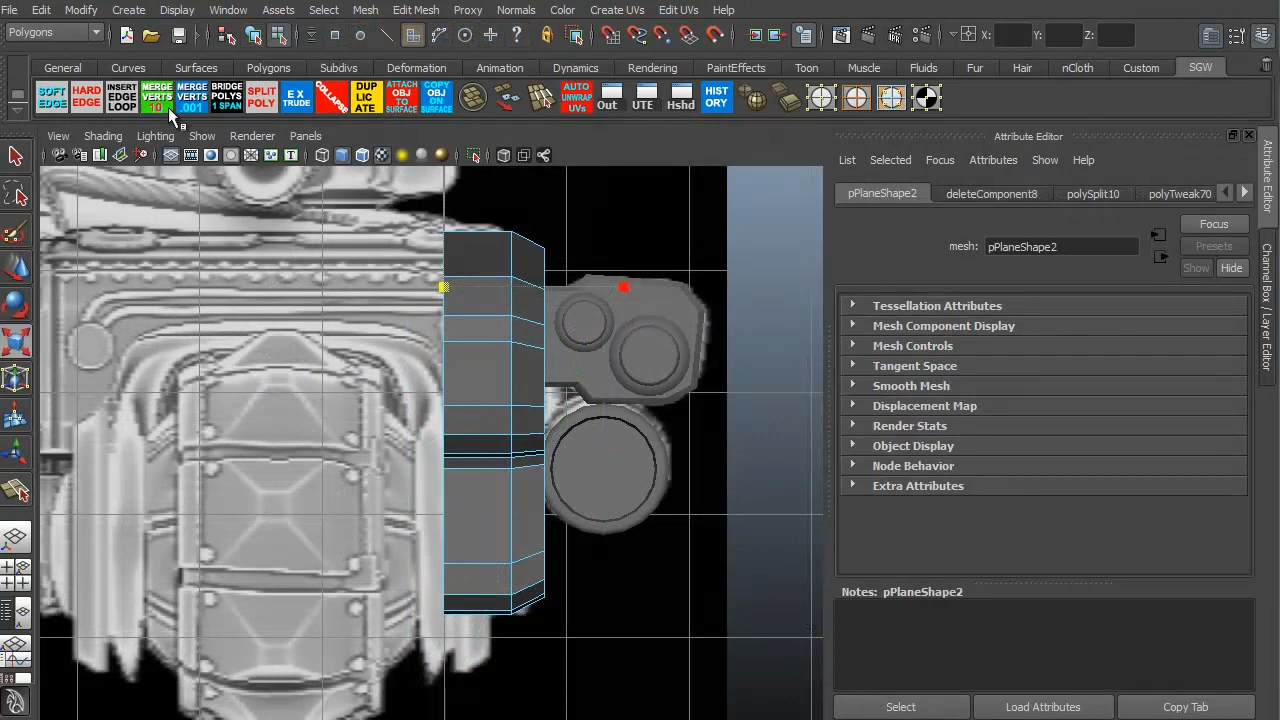 File Edit Modify Create Display Window Assets Select Mesh Edit Mesh Proxy Normals Color Create UVs Edit UVs Help
Polygons X: Y: Z:
General Curves Surfaces Polygons Subdivs Deformation Animation Dynamics Rendering PaintEffects Toon Muscle Fluids Fur Hair nCloth Custom SGW
SOFT EDGE
HARD EDGE
INSERT EDGE LOOP
MERGE VERTS .10
MERGE VERTS .001
BRIDGE POLYS 1 SPAN
SPLIT POLY
EX TRUDE
COLLAPSE
DUP LIC ATE
ATTACH OBJ TO SURFACE
COPY OBJ ON SURFACE
AUTO UNWRAP UVs
Out
UTE
Hshd
HIST ORY
View Shading Lighting Show Renderer Panels
Attribute Editor
List Selected Focus Attributes Show Help
pPlaneShape2 deleteComponent8 polySplit10 polyTweak70
Focus
mesh: pPlaneShape2
Presets
Show Hide
Tessellation Attributes
Mesh Component Display
Mesh Controls
Tangent Space
Smooth Mesh
Displacement Map
Render Stats
Object Display
Node Behavior
Extra Attributes
Notes: pPlaneShape2
Select Load Attributes Copy Tab
Attribute Editor
Channel Box / Layer Editor